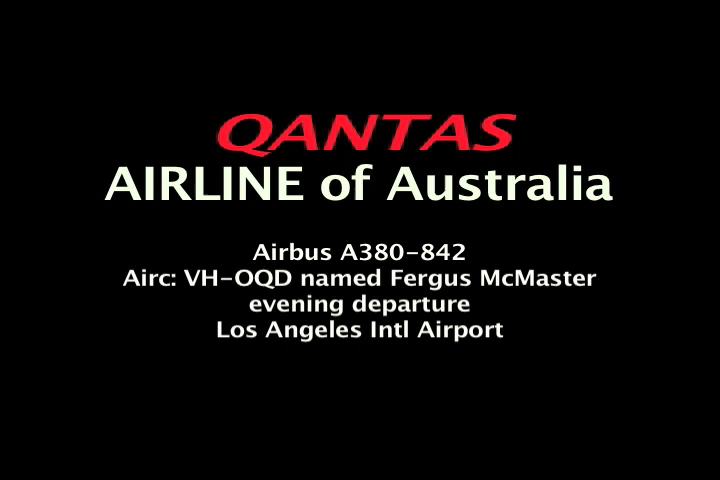 QANTAS
AIRLINE of Australia
Airbus A380-842
Airc: VH-OQD named Fergus McMaster
evening departure
Los Angeles Intl Airport